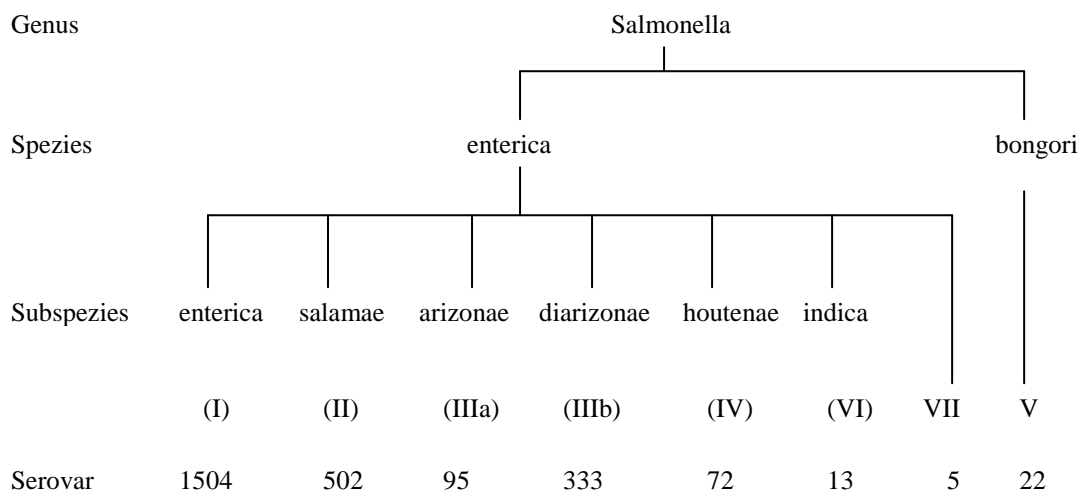 Genus Salmonella
Spezies enterica bongori
Subspezies enterica salamae arizonae diarizonae houtenae indica
(I) (II) (IIIa) (IIIb) (IV) (VI) VII V
Serovar 1504 502 95 333 72 13 5 22